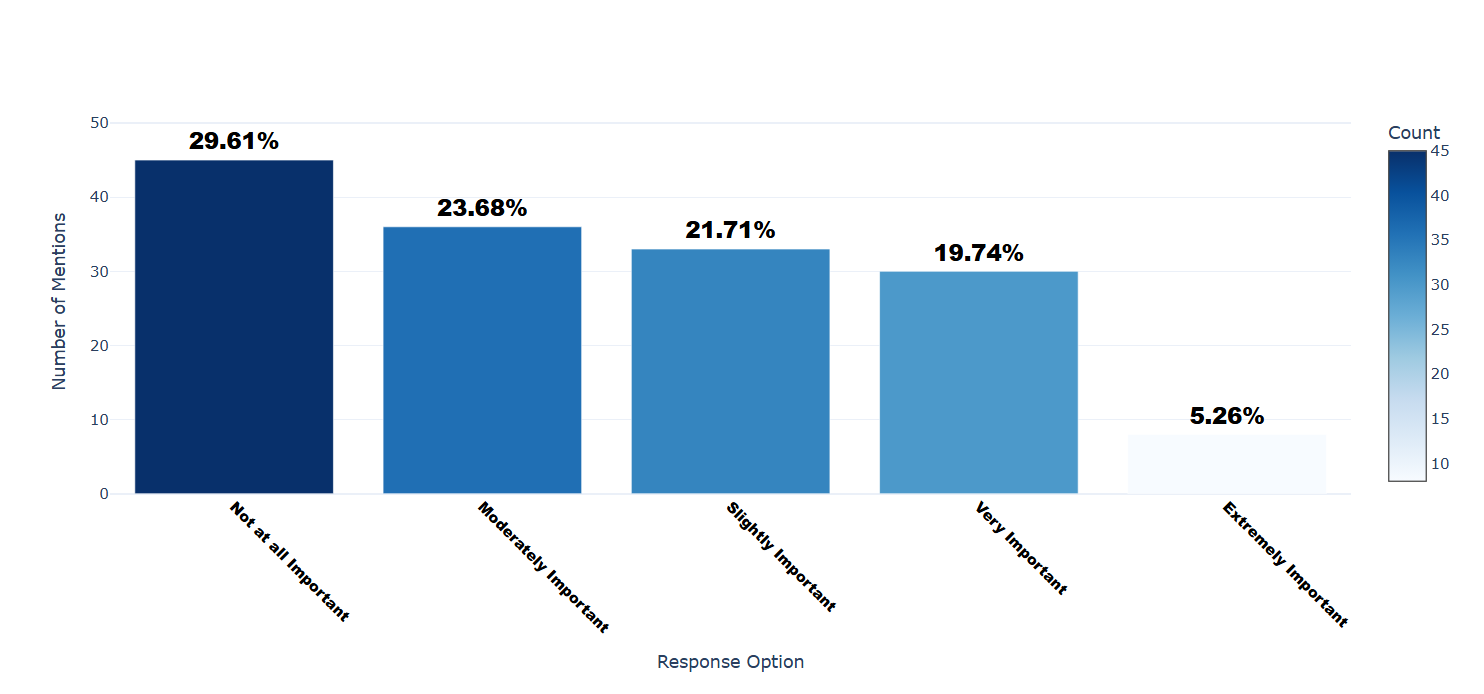 50
40
30
20
10
0
Number of Mentions
29.61%
23.68%
21.71%
19.74%
5.26%
Not at all Important
Moderately Important
Slightly Important
Very Important
Extremely Important
Response Option
Count
45
40
35
30
25
20
15
10